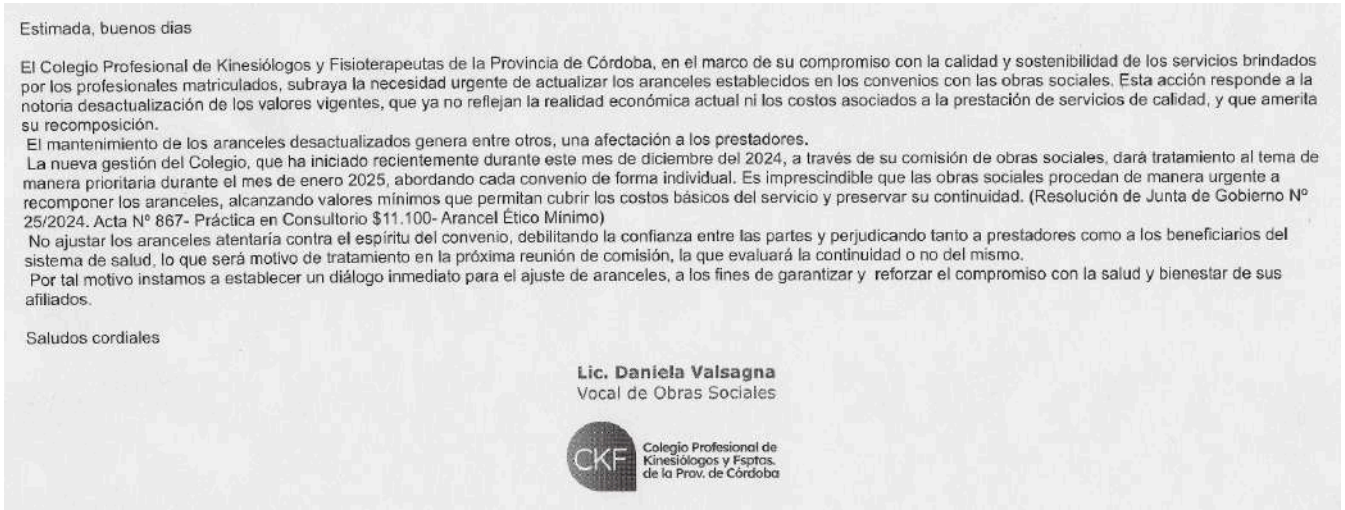 Estimada, buenos dias
El Colegio Profesional de Kinesiólogos y Fisioterapeutas de la Provincia de Córdoba, en el marco de su compromiso con la calidad y sostenibilidad de los servicios brindados
por los profesionales matriculados, subraya la necesidad urgente de actualizar los aranceles establecidos en los convenios con las obras sociales. Esta acción responde a la
notoria desactualización de los valores vigentes, que ya no reflejan la realidad económica actual ni los costos asociados a la prestación de servicios de calidad, y que amerita
su recomposición.
El mantenimiento de los aranceles desactualizados genera entre otros, una afectación a los prestadores.
La nueva gestión del Colegio, que ha iniciado recientemente durante este mes de diciembre del 2024, a través de su comisión de obras sociales, dará tratamiento al tema de
manera prioritaria durante el mes de enero 2025, abordando cada convenio de forma individual. Es imprescindible que las obras sociales procedan de manera urgente a
recomponer los aranceles, alcanzando valores mínimos que permitan cubrir los costos básicos del servicio y preservar su continuidad. (Resolución de Junta de Gobierno Nº
25/2024. Acta Nº 867- Práctica en Consultorio $11.100- Arancel Ético Mínimo)
No ajustar los aranceles atentaría contra el espíritu del convenio, debilitando la confianza entre las partes y perjudicando tanto a prestadores como a los beneficiarios del
sistema de salud, lo que será motivo de tratamiento en la próxima reunión de comisión, la que evaluará la continuidad o no del mismo.
Por tal motivo instamos a establecer un diálogo inmediato para el ajuste de aranceles, a los fines de garantizar y reforzar el compromiso con la salud y bienestar de sus
afiliados.
Saludos cordiales
Lic. Daniela Valsagna
Vocal de Obras Sociales
CKF
Colegio Profesional de
Kinesiólogos y Fsptas.
de la Prov. de Córdoba